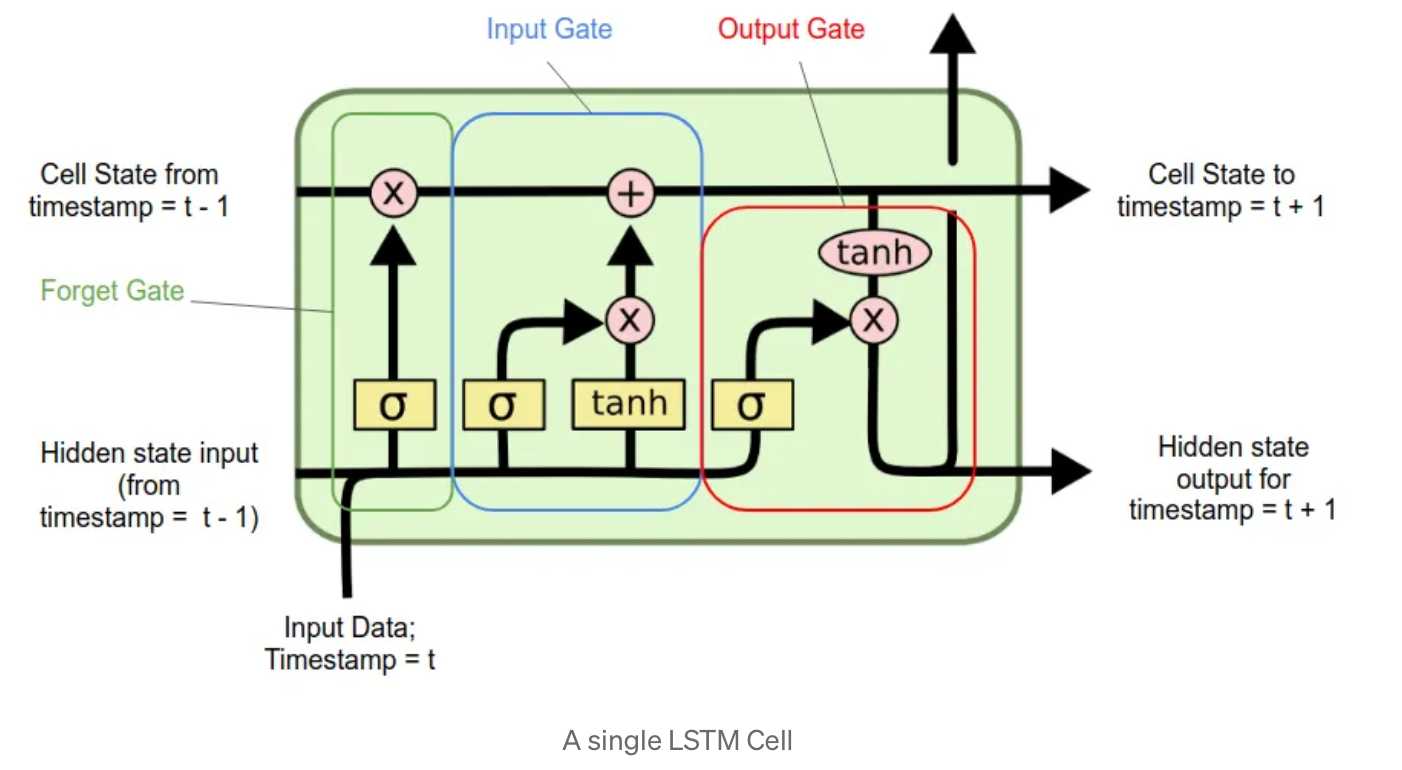 Input Gate
Output Gate
Cell State from
timestamp = t - 1
x
+
Cell State to
timestamp = t + 1
tanh
Forget Gate
x
x
σ
σ
tanh
σ
Hidden state input
(from
timestamp = t - 1)
Hidden state
output for
timestamp = t + 1
Input Data;
Timestamp = t
A single LSTM Cell